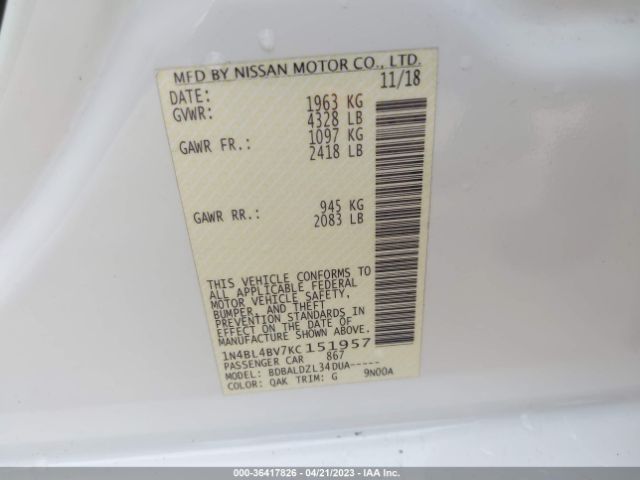 MFD BY NISSAN MOTOR CO., LTD.
DATE: 11/18
GVWR: 1963 KG
4328 LB
GAWR FR.: 1097 KG
2418 LB
GAWR RR.: 945 KG
2083 LB
THIS VEHICLE CONFORMS TO
ALL APPLICABLE FEDERAL
MOTOR VEHICLE SAFETY,
BUMPER, AND THEFT
PREVENTION STANDARDS IN
EFFECT ON THE DATE OF
MANUFACTURE SHOWN ABOVE.
1N4BL4BV7KC151957
PASSENGER CAR 867
MODEL: BDBALDZL34DUA-----
COLOR: QAK TRIM: G 9N00A
000-36417826 - 04/21/2023 - IAA Inc.